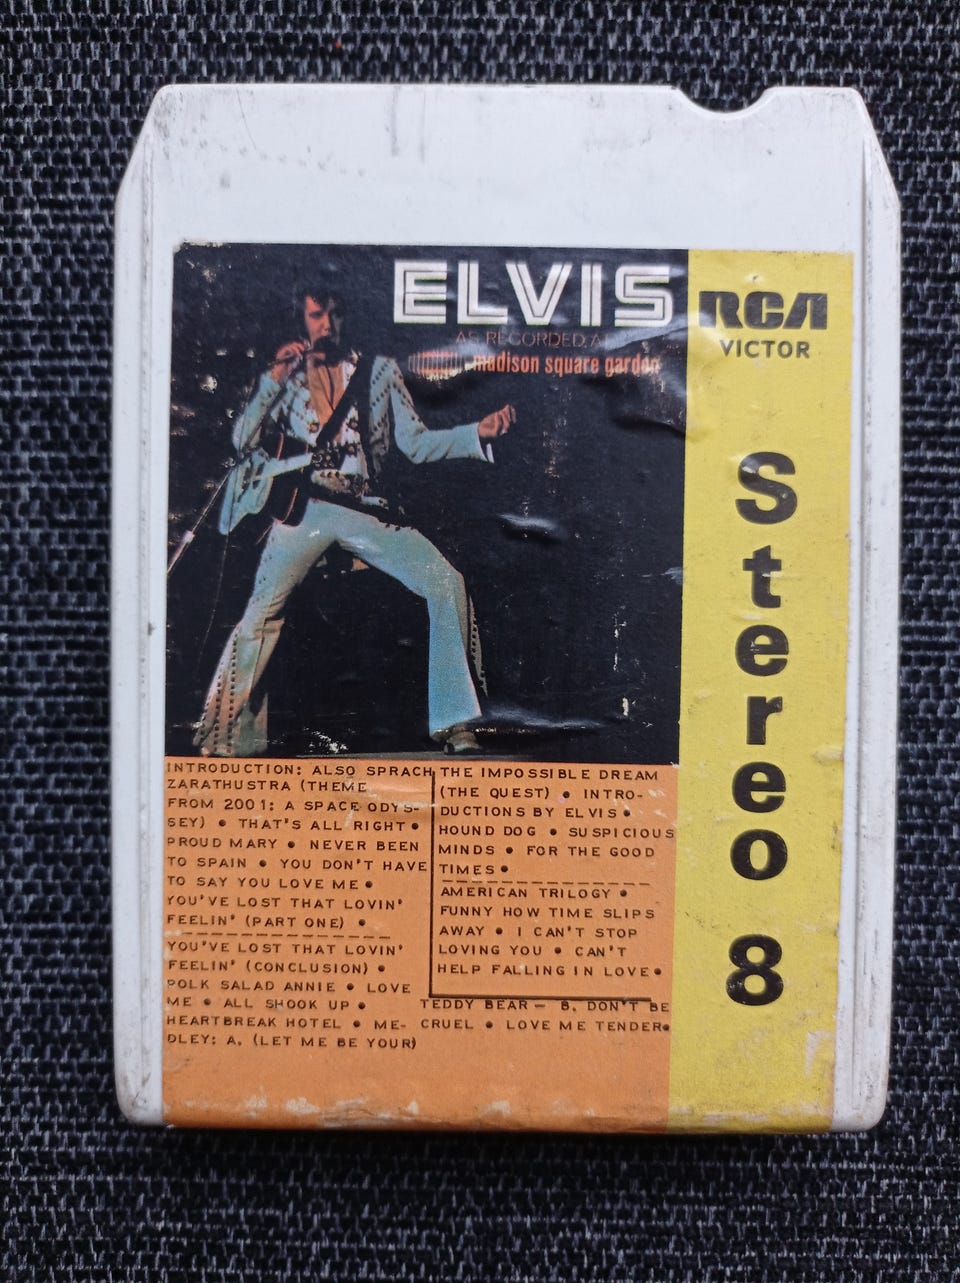 ELVIS
AS RECORDED AT
madison square garden
RCA
VICTOR
Stereo 8
INTRODUCTION: ALSO SPRACH
ZARATHUSTRA (THEME
FROM 2001: A SPACE ODYS-
SEY) • THAT'S ALL RIGHT •
PROUD MARY • NEVER BEEN
TO SPAIN • YOU DON'T HAVE
TO SAY YOU LOVE ME •
YOU'VE LOST THAT LOVIN'
FEELIN' (PART ONE) •
YOU'VE LOST THAT LOVIN'
FEELIN' (CONCLUSION) •
POLK SALAD ANNIE • LOVE
ME • ALL SHOOK UP •
HEARTBREAK HOTEL • ME-
DLEY: A. (LET ME BE YOUR)
TEDDY BEAR — B. DON'T BE
CRUEL • LOVE ME TENDER •
THE IMPOSSIBLE DREAM
(THE QUEST) • INTRO-
DUCTIONS BY ELVIS •
HOUND DOG • SUSPICIOUS
MINDS • FOR THE GOOD
TIMES •
AMERICAN TRILOGY •
FUNNY HOW TIME SLIPS
AWAY • I CAN'T STOP
LOVING YOU • CAN'T
HELP FALLING IN LOVE •